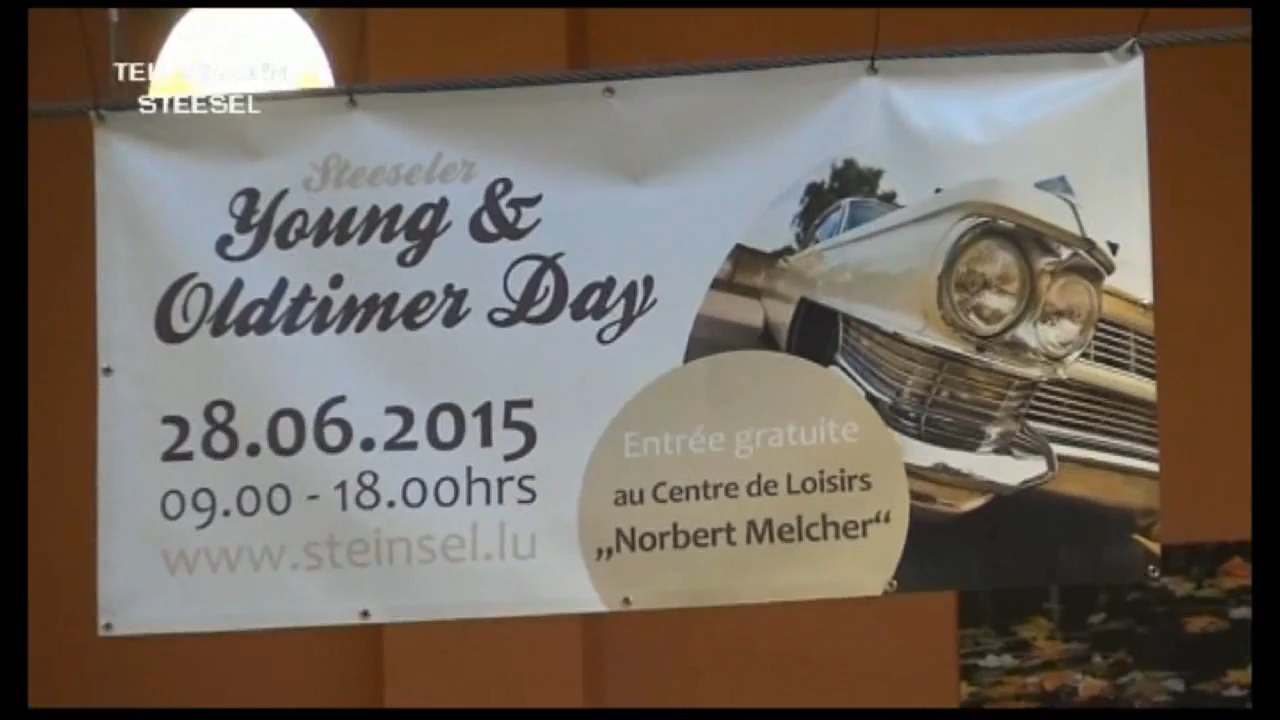 STEESEL
Steeseler
Young &
Oldtimer Day
28.06.2015
09.00 - 18.00hrs
www.steinsel.lu
Entrée gratuite
au Centre de Loisirs
„Norbert Melcher“